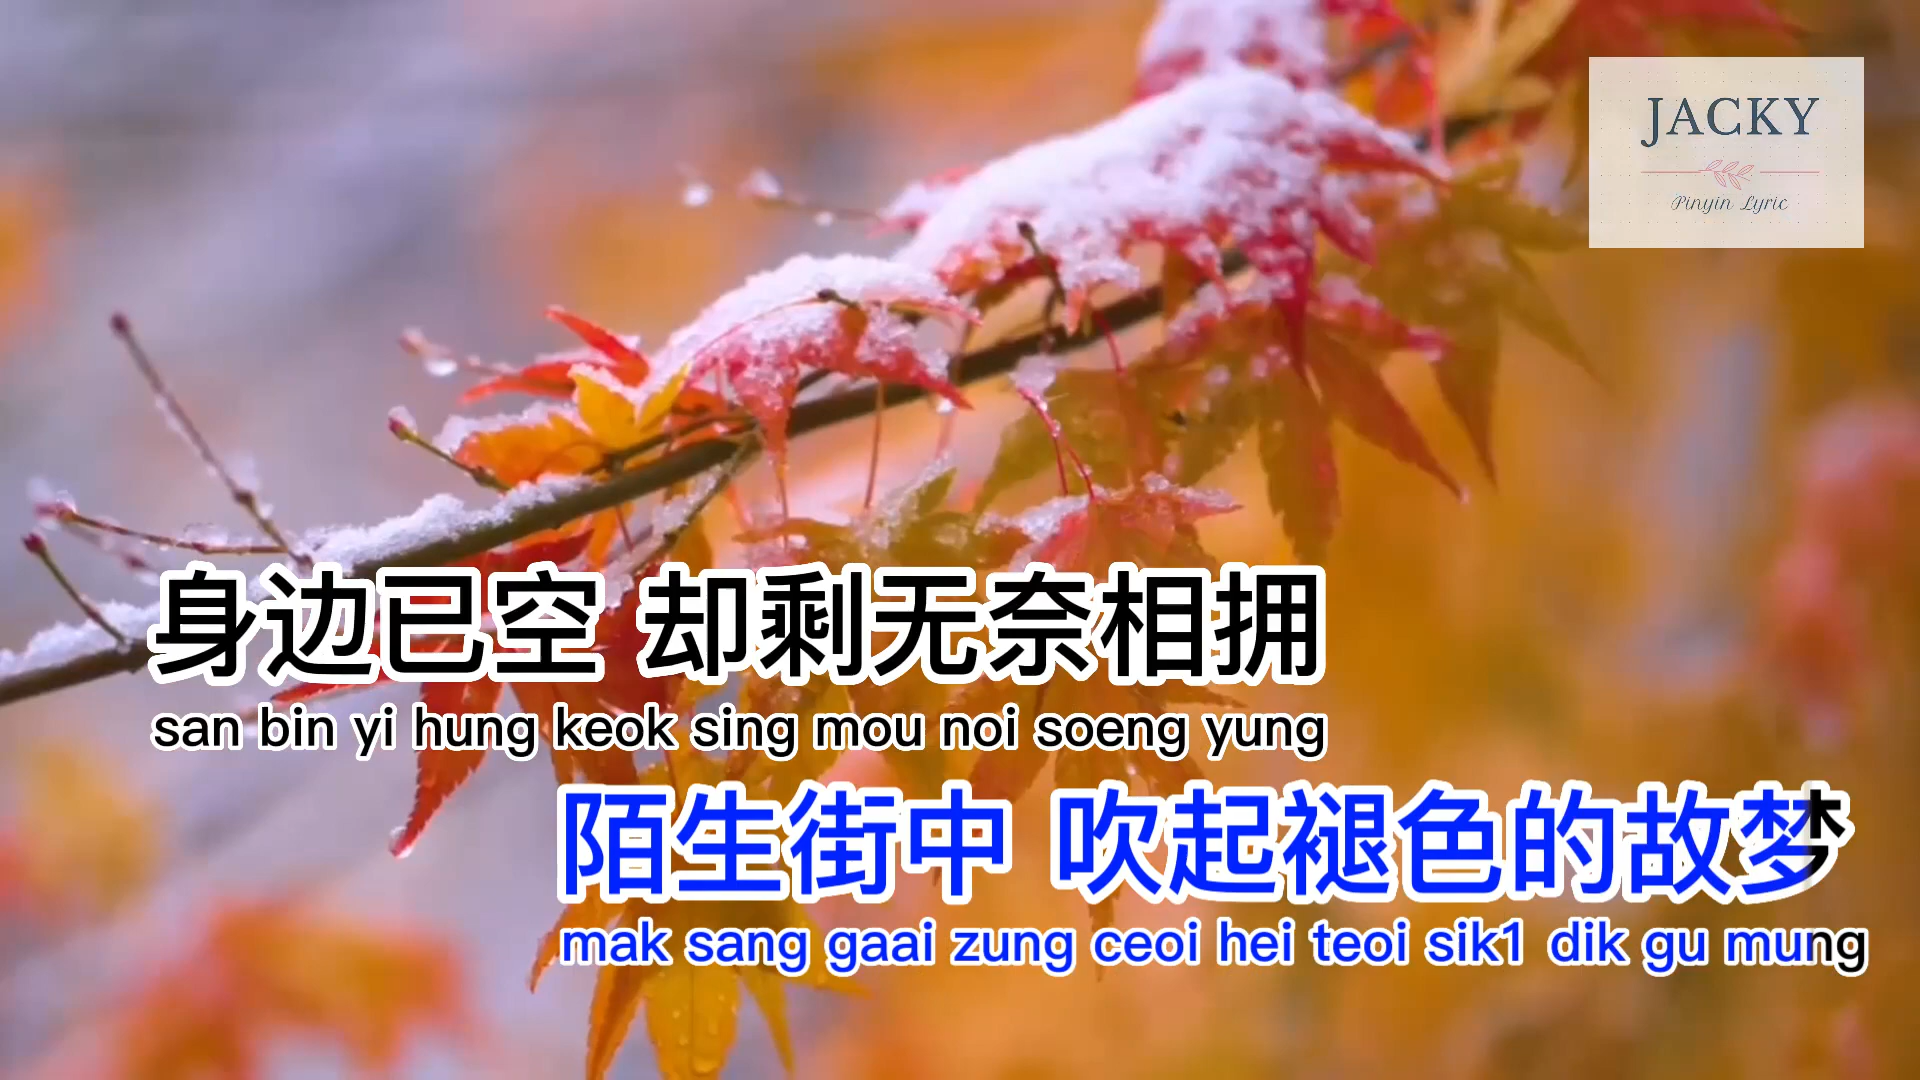 JACKY
Pinyin Lyric
身边已空 却剩无奈相拥
san bin yi hung keok sing mou noi soeng yung
陌生街中 吹起褪色的故梦
mak sang gaai zung ceoi hei teoi sik1 dik gu mung